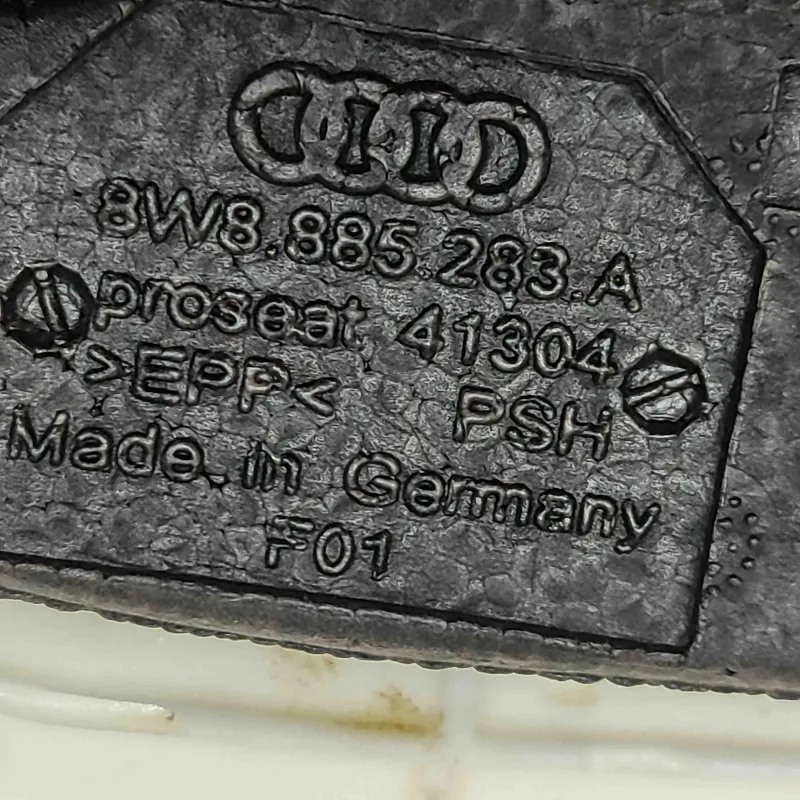 8W8.885.283.A
proseat 41304
>EPP< PSH
Made in Germany
F01